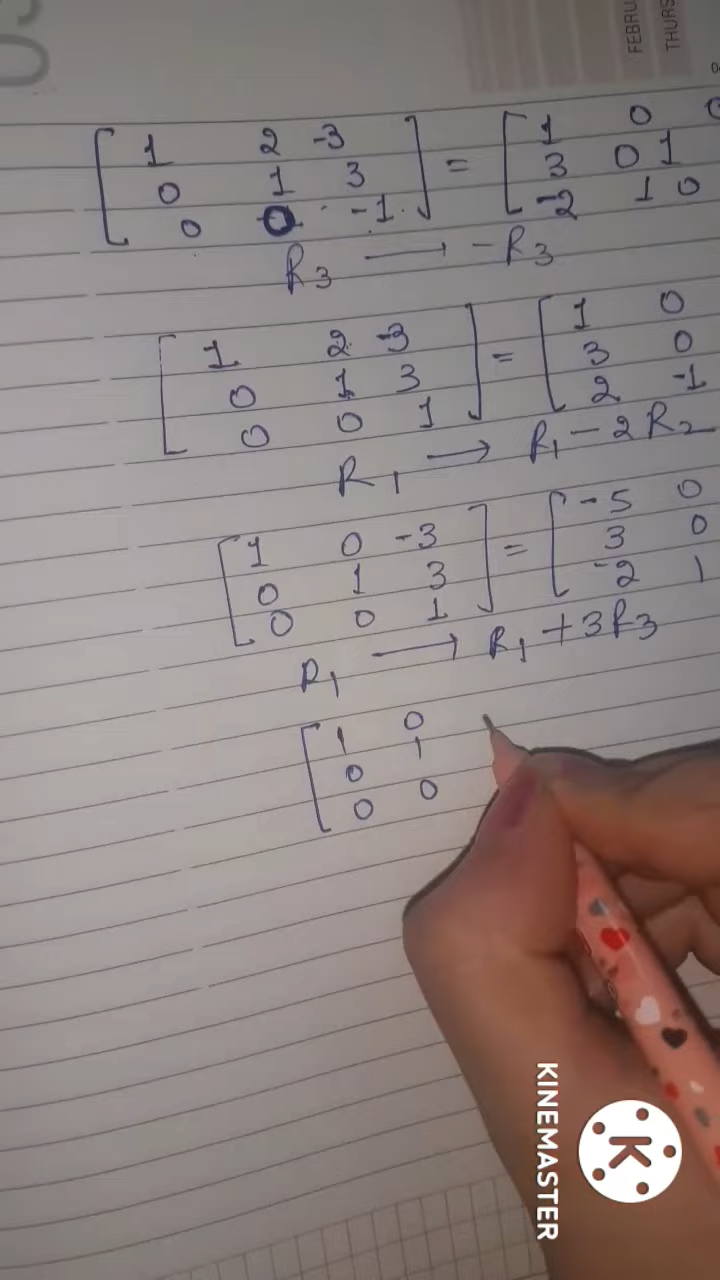 1 2 -3 = 1 0 0
0 1 3 3 0 1
0 0 -1 2 1 0
R3 → -R3
1 2 -3 = 1 0
0 1 3 3 0
0 0 1 2 -1
R1 → R1 - 2R2
1 0 -3 = -5 0
0 1 3 3 0
0 0 1 -2 1
R1 → R1 + 3R3
1 0
0 1
0 0
FEBRU
THURS
KINEMASTER
K